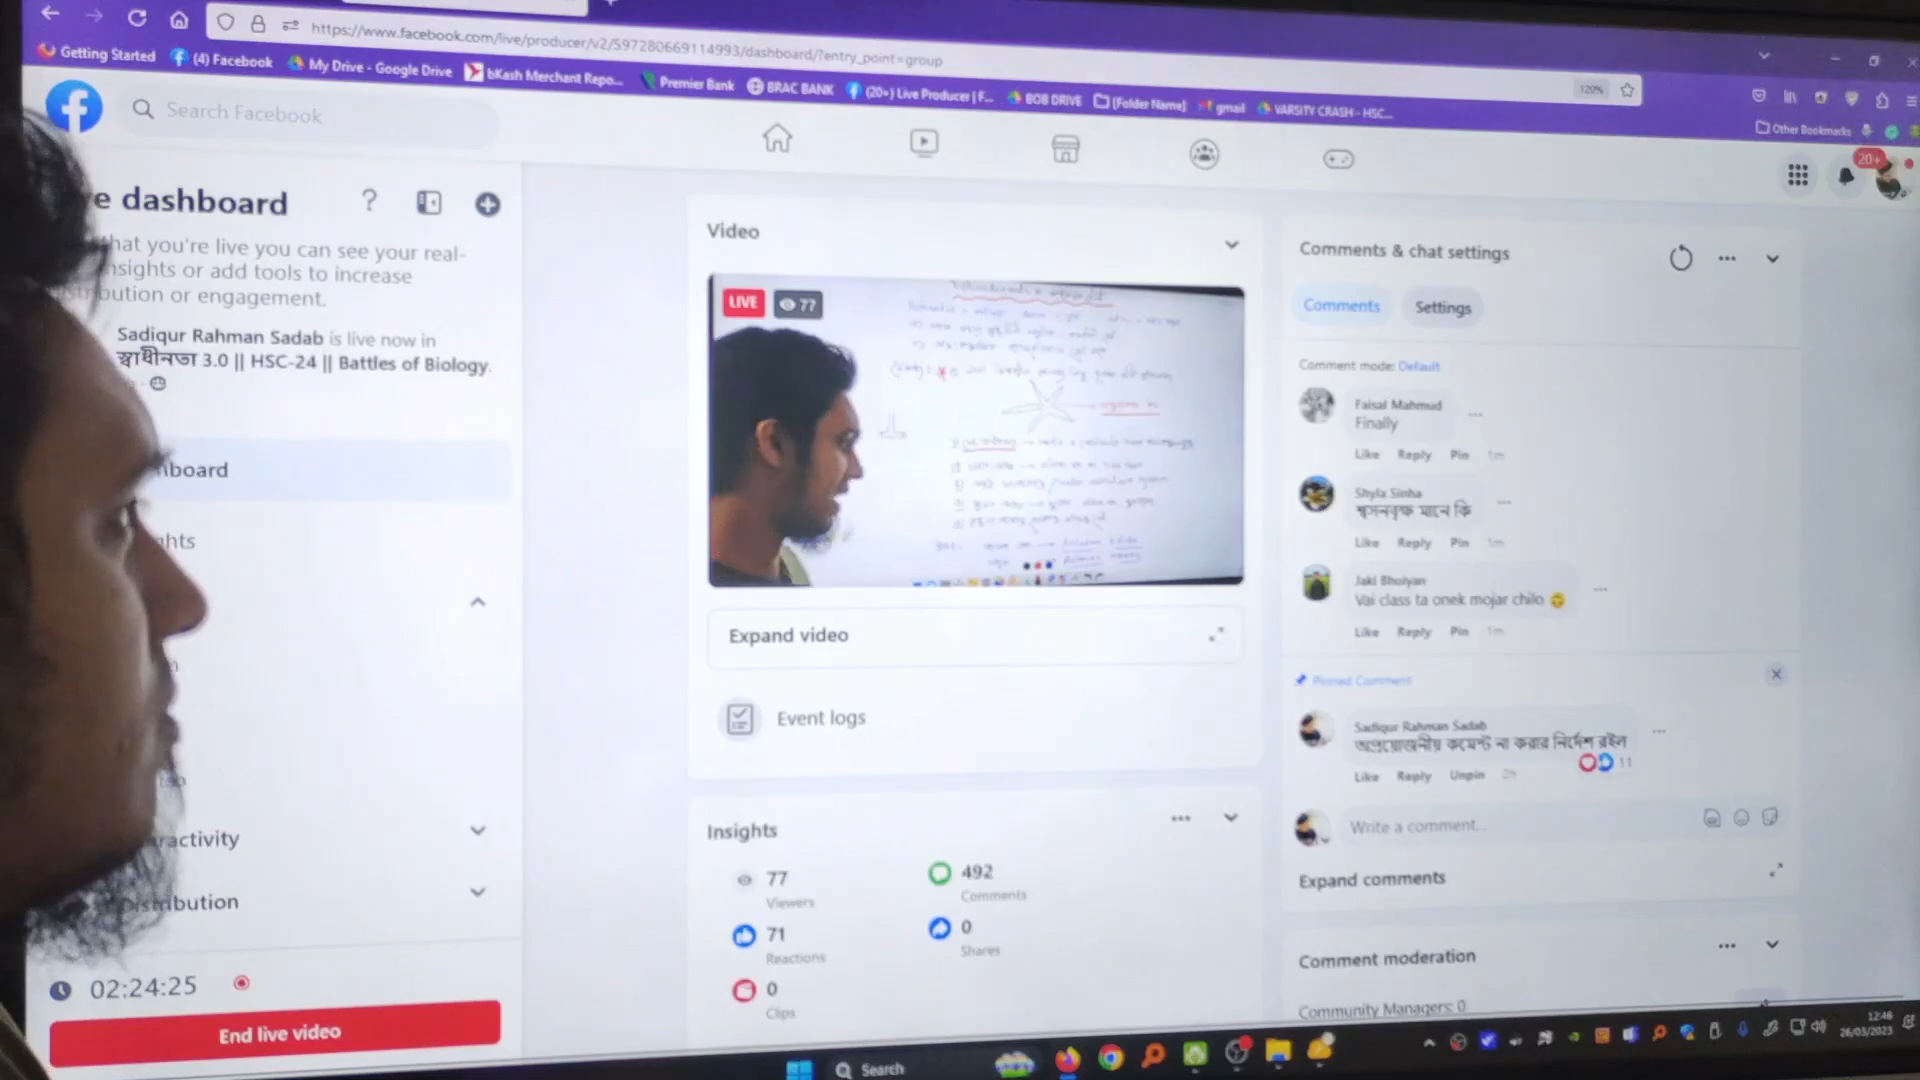 https://www.facebook.com/live/producer/v2/597280669114993/dashboard/?entry_point=group
120%
Getting Started
(4) Facebook
My Drive - Google Drive
bKash Merchant Repo...
Premier Bank
BRAC BANK
(20+) Live Producer | F...
BOB DRIVE
[Folder Name]
gmail
VARSITY CRASH - HSC...
Other Bookmarks
Search Facebook
20+
e dashboard
?
hat you're live you can see your real-
nsights or add tools to increase
bution or engagement.
Sadiqur Rahman Sadab is live now in
স্বাধীনতা 3.0 || HSC-24 || Battles of Biology.
board
hts
ractivity
Distribution
02:24:25
End live video
Video
LIVE
77
Expand video
Event logs
Insights
77
Viewers
492
Comments
71
Reactions
0
Shares
0
Clips
Comments & chat settings
Comments
Settings
Comment mode: Default
Faisal Mahmud
Finally
Like Reply Pin 1m
Shyla Sinha
শ্বসনবৃক্ষ মানে কি
Like Reply Pin 1m
Jaki Bhuiyan
Vai class ta onek mojar chilo
Like Reply Pin 1m
Pinned Comment
Sadiqur Rahman Sadab
অপ্রয়োজনীয় কমেন্ট না করার নির্দেশ রইল
11
Like Reply Unpin 2h
Write a comment...
Expand comments
Comment moderation
Community Managers: 0
Search
12:46
26/03/2023